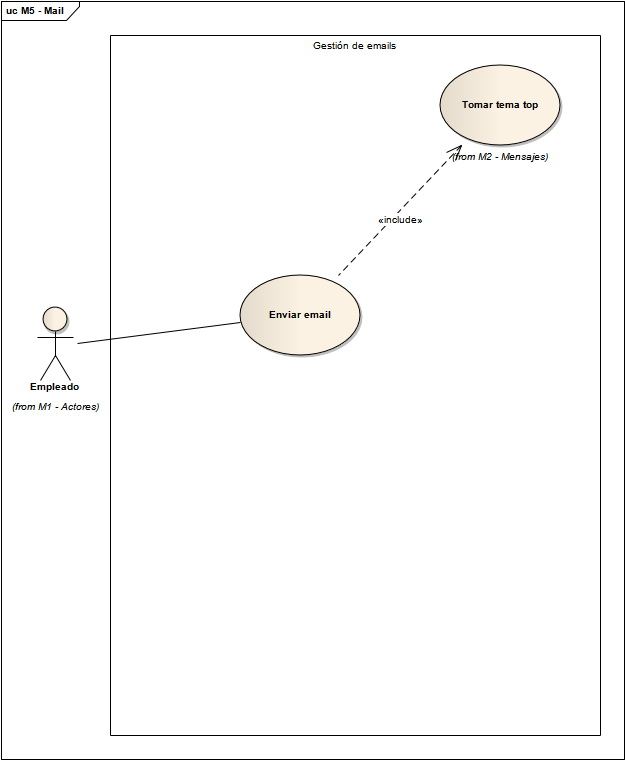 uc M5 - Mail
Gestión de emails
Tomar tema top
(from M2 - Mensajes)
«include»
Enviar email
Empleado
(from M1 - Actores)